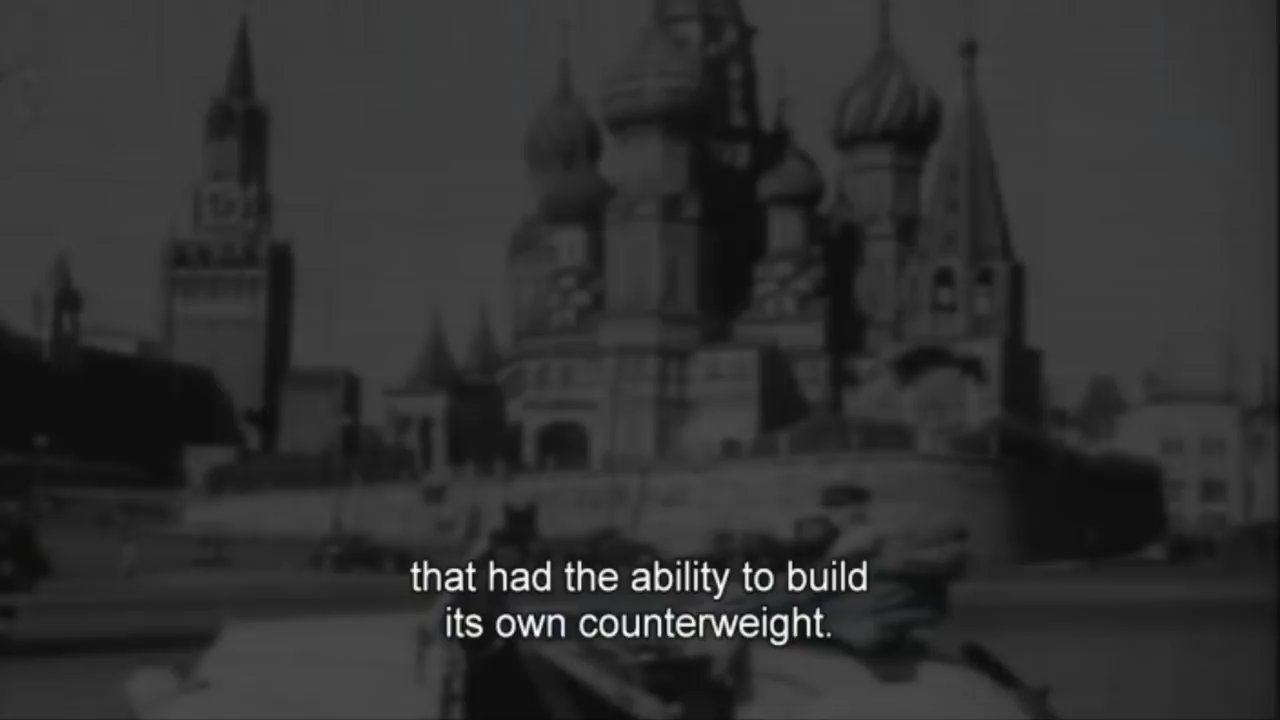 that had the ability to build
its own counterweight.